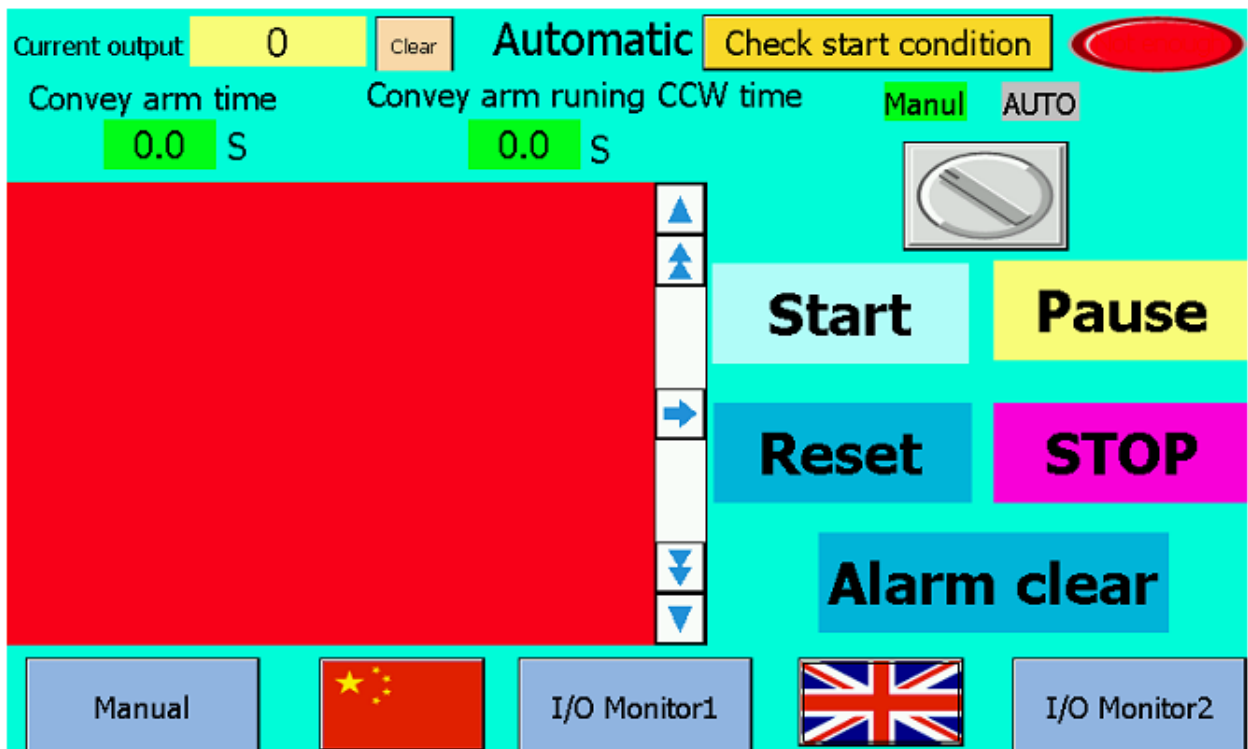 Current output 0 Clear Automatic Check start condition
Convey arm time Convey arm runing CCW time Manul AUTO
0.0 S 0.0 S
Start Pause
Reset STOP
Alarm clear
Manual I/O Monitor1 I/O Monitor2